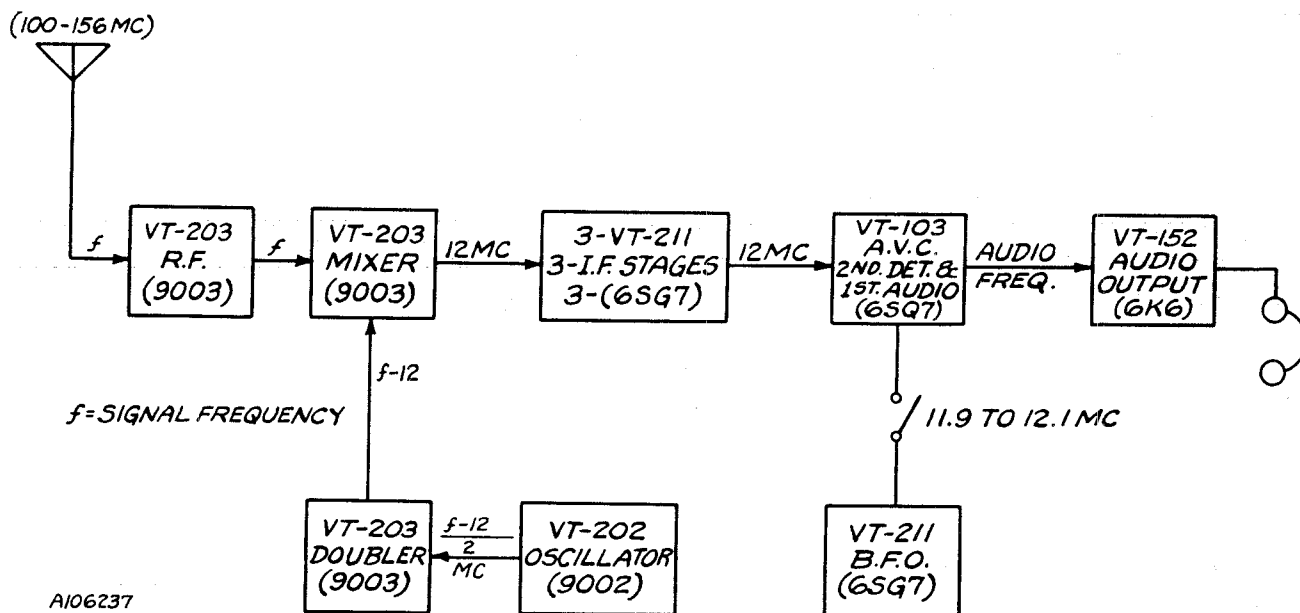 (100-156 MC)
VT-203
R.F.
(9003)
f
f
VT-203
MIXER
(9003)
12 MC
3-VT-211
3-I.F. STAGES
3-(6SG7)
12 MC
VT-103
A.V.C.
2ND. DET. &
1ST. AUDIO
(6SQ7)
AUDIO
FREQ.
VT-152
AUDIO
OUTPUT
(6K6)
f-12
f=SIGNAL FREQUENCY
11.9 TO 12.1 MC
VT-203
DOUBLER
(9003)
f-12
2
MC
VT-202
OSCILLATOR
(9002)
VT-211
B.F.O.
(6SG7)
A106237